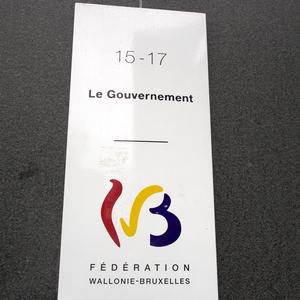 15-17
Le Gouvernement
FÉDÉRATION
WALLONIE-BRUXELLES